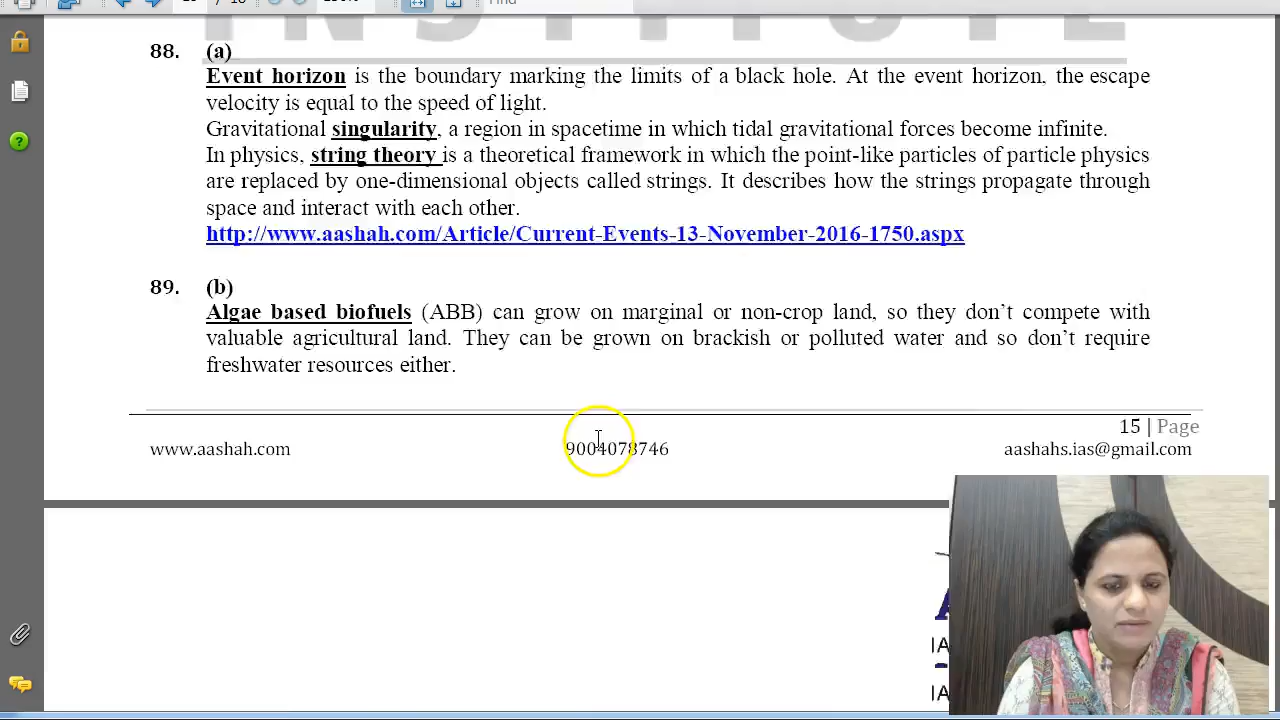 Find
INSTITUTE
88. (a)
Event horizon is the boundary marking the limits of a black hole. At the event horizon, the escape
velocity is equal to the speed of light.
Gravitational singularity, a region in spacetime in which tidal gravitational forces become infinite.
In physics, string theory is a theoretical framework in which the point-like particles of particle physics
are replaced by one-dimensional objects called strings. It describes how the strings propagate through
space and interact with each other.
http://www.aashah.com/Article/Current-Events-13-November-2016-1750.aspx
89. (b)
Algae based biofuels (ABB) can grow on marginal or non-crop land, so they don’t compete with
valuable agricultural land. They can be grown on brackish or polluted water and so don’t require
freshwater resources either.
15 | Page
www.aashah.com 9004078746 aashahs.ias@gmail.com
A
IA
IA